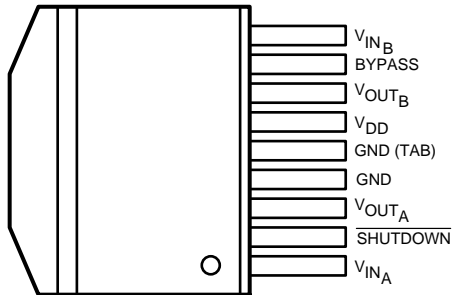 VINB
BYPASS
VOUTB
VDD
GND (TAB)
GND
VOUTA
SHUTDOWN
VINA